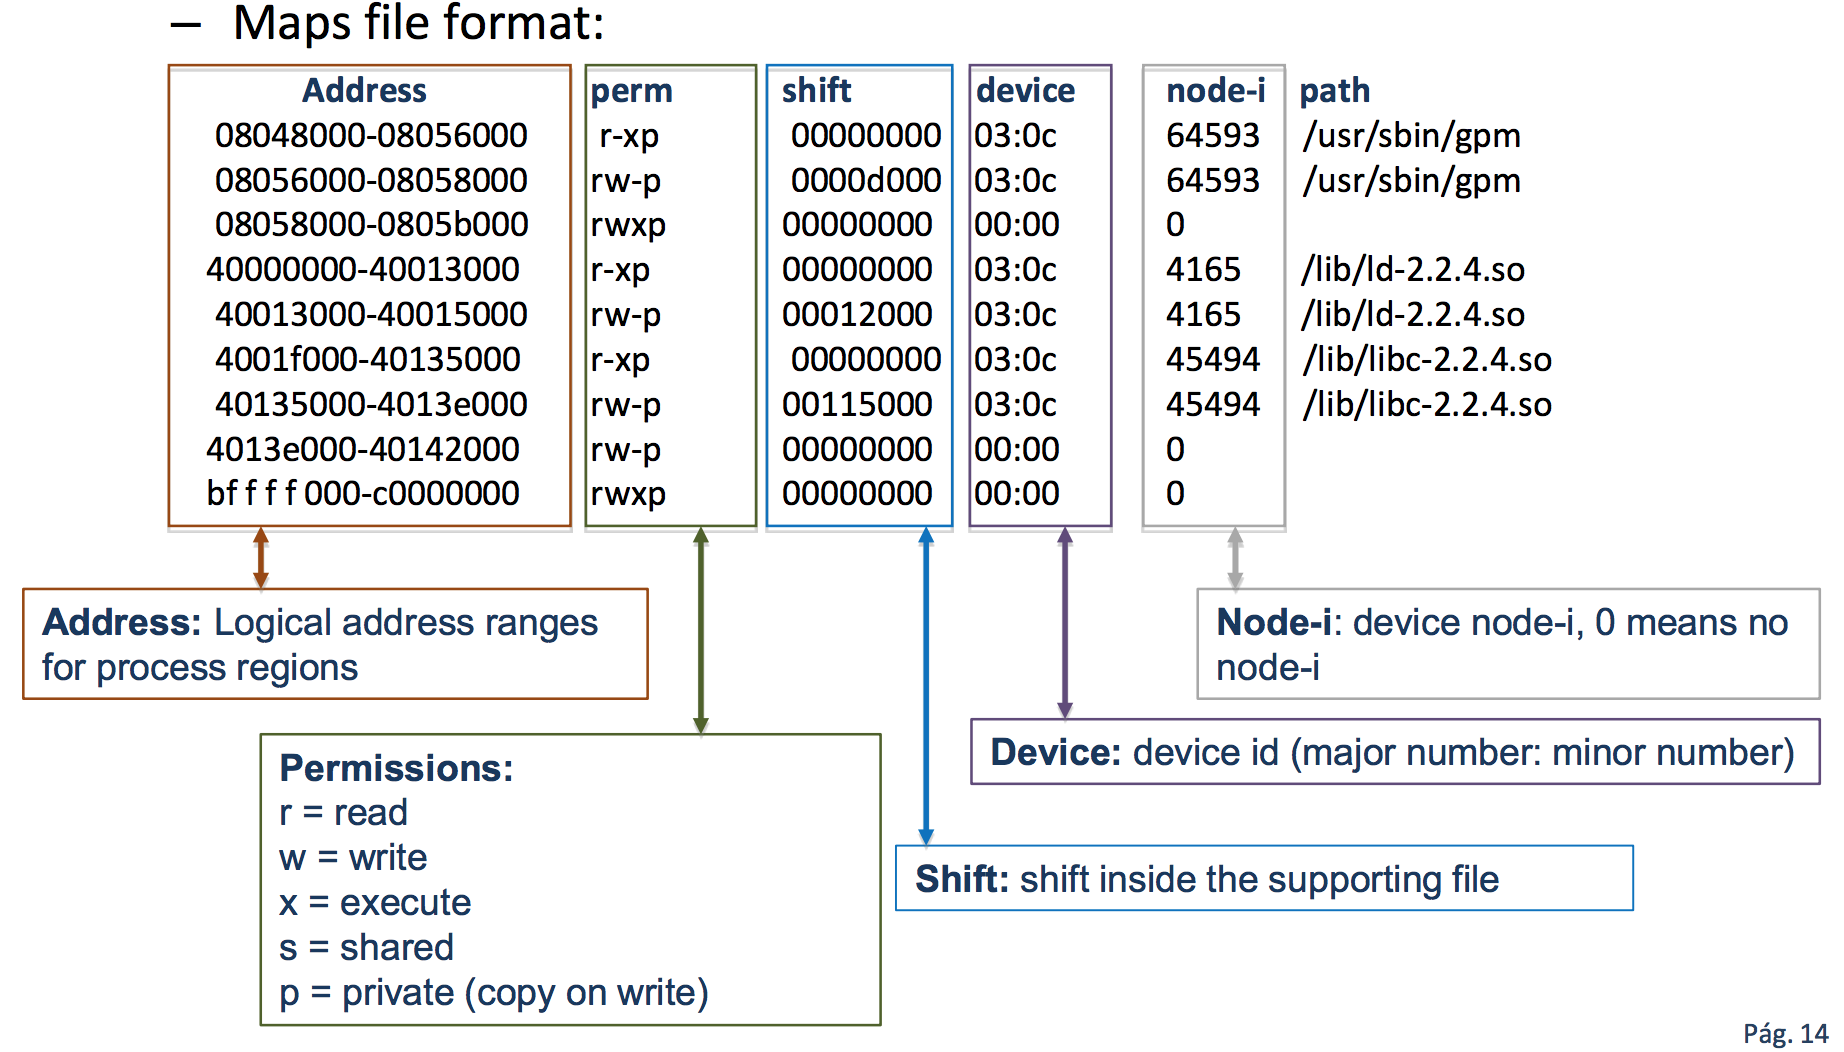 – Maps file format:
Address perm shift device node-i path
08048000-08056000 r-xp 00000000 03:0c 64593 /usr/sbin/gpm
08056000-08058000 rw-p 0000d000 03:0c 64593 /usr/sbin/gpm
08058000-0805b000 rwxp 00000000 00:00 0
40000000-40013000 r-xp 00000000 03:0c 4165 /lib/ld-2.2.4.so
40013000-40015000 rw-p 00012000 03:0c 4165 /lib/ld-2.2.4.so
4001f000-40135000 r-xp 00000000 03:0c 45494 /lib/libc-2.2.4.so
40135000-4013e000 rw-p 00115000 03:0c 45494 /lib/libc-2.2.4.so
4013e000-40142000 rw-p 00000000 00:00 0
bf f f f 000-c0000000 rwxp 00000000 00:00 0
Address: Logical address ranges
for process regions
Node-i: device node-i, 0 means no
node-i
Device: device id (major number: minor number)
Permissions:
r = read
w = write
x = execute
s = shared
p = private (copy on write)
Shift: shift inside the supporting file
Pág. 14